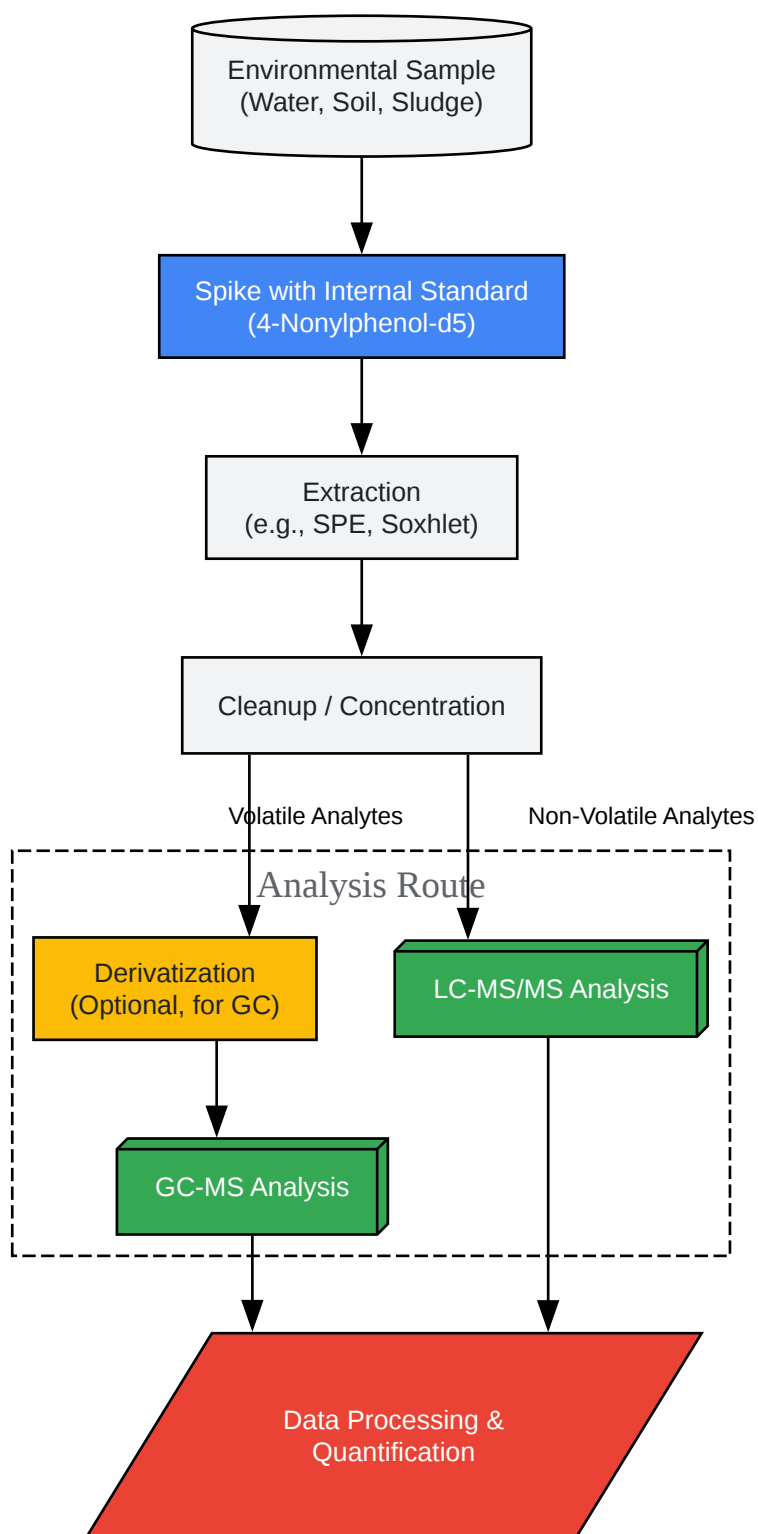 Environmental Sample
(Water, Soil, Sludge)
Spike with Internal Standard
(4-Nonylphenol-d5)
Extraction
(e.g., SPE, Soxhlet)
Cleanup / Concentration
Volatile Analytes
Non-Volatile Analytes
Analysis Route
Derivatization
(Optional, for GC)
LC-MS/MS Analysis
GC-MS Analysis
Data Processing &
Quantification